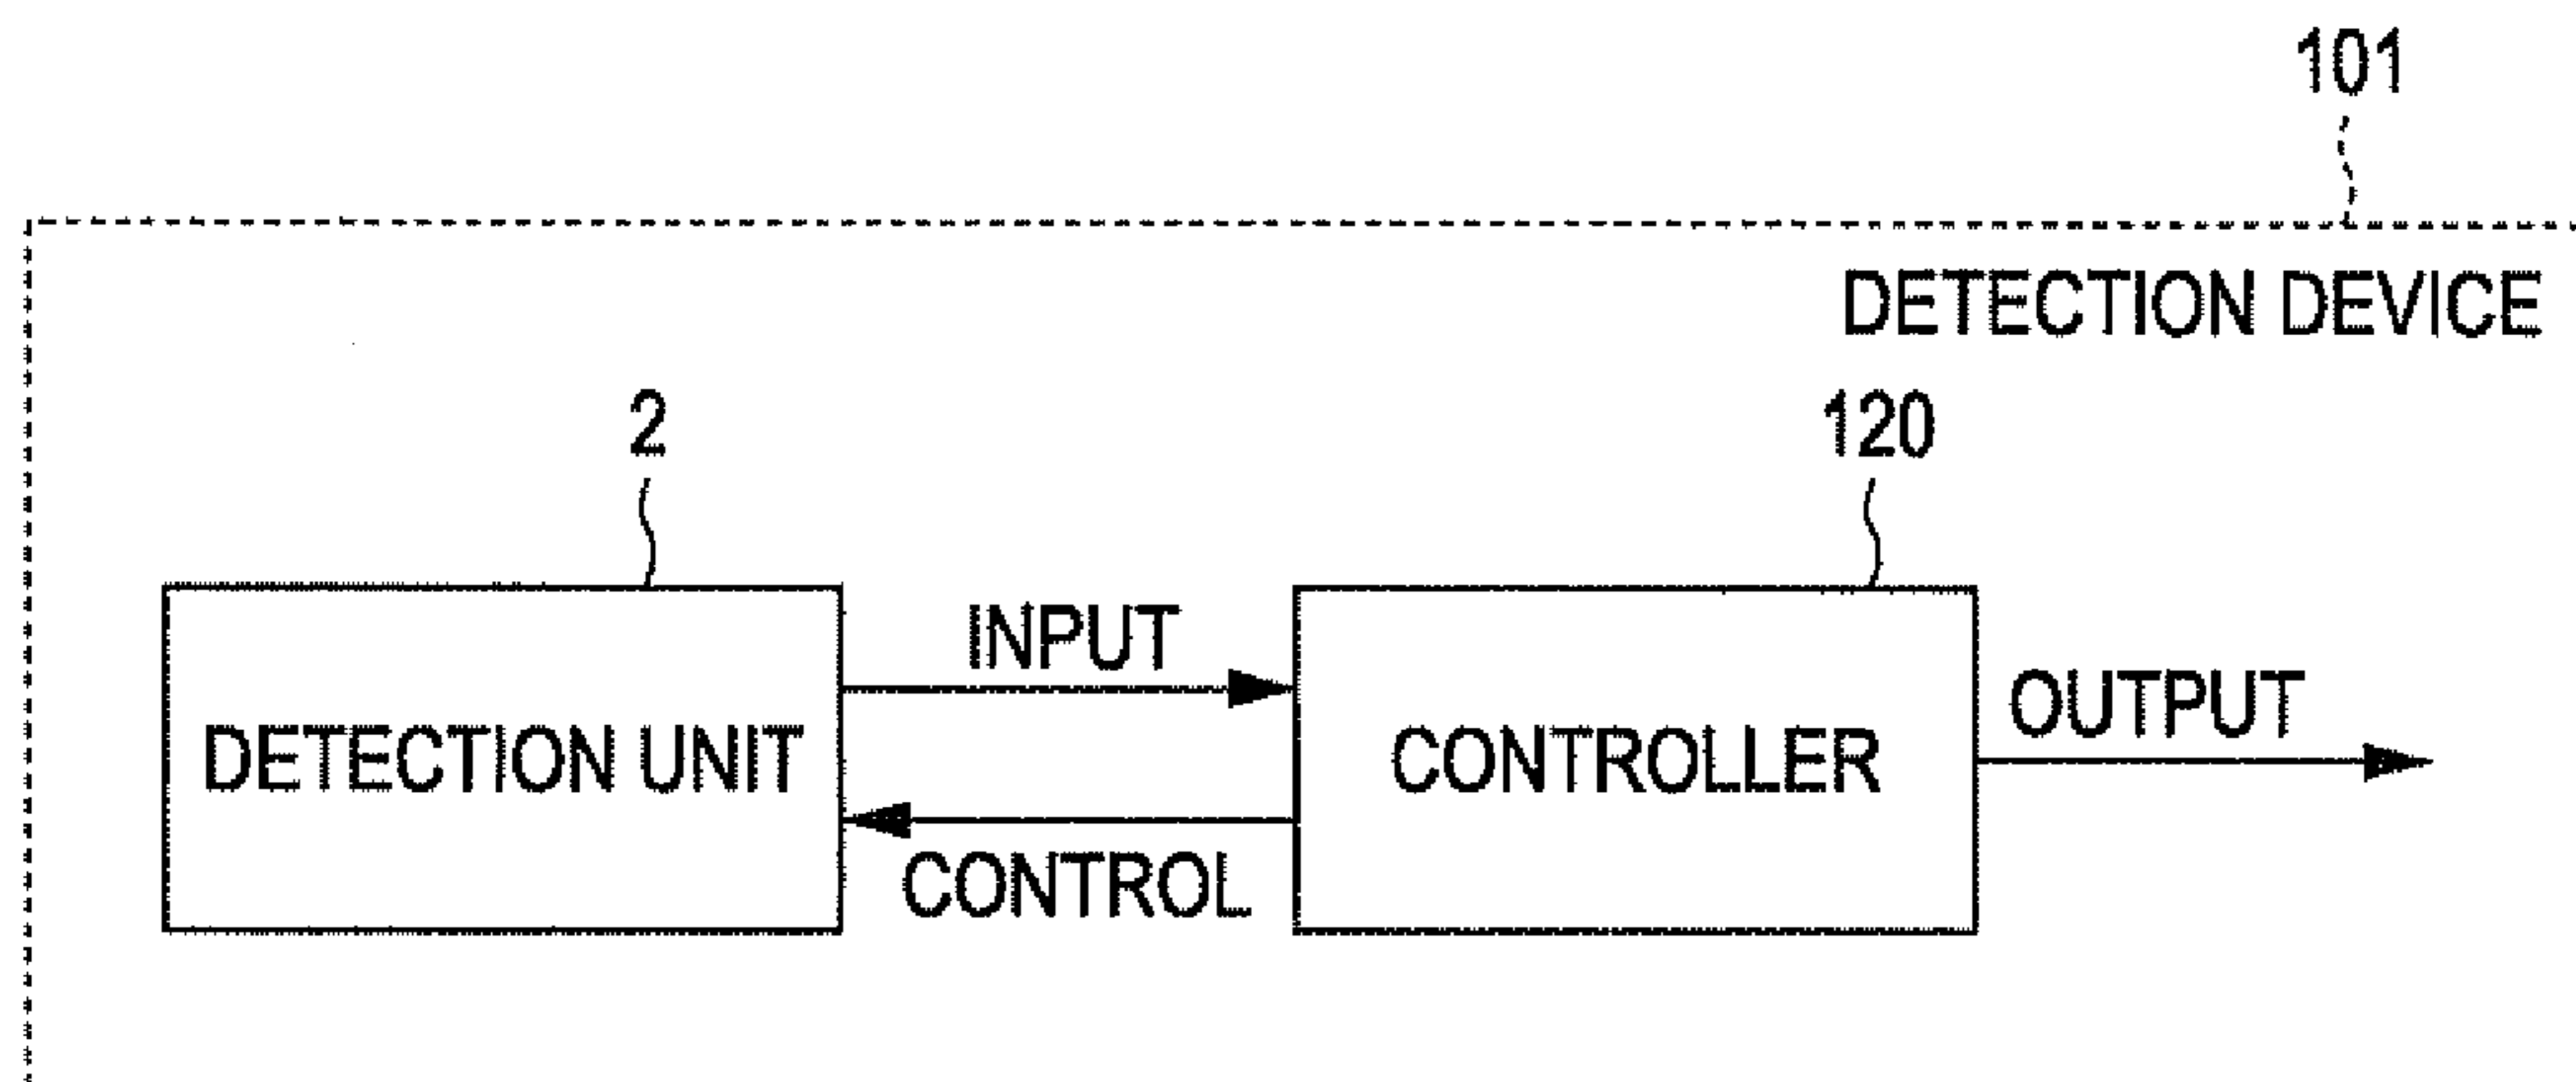 101
DETECTION DEVICE
2
120
INPUT
OUTPUT
DETECTION UNIT
CONTROLLER
CONTROL